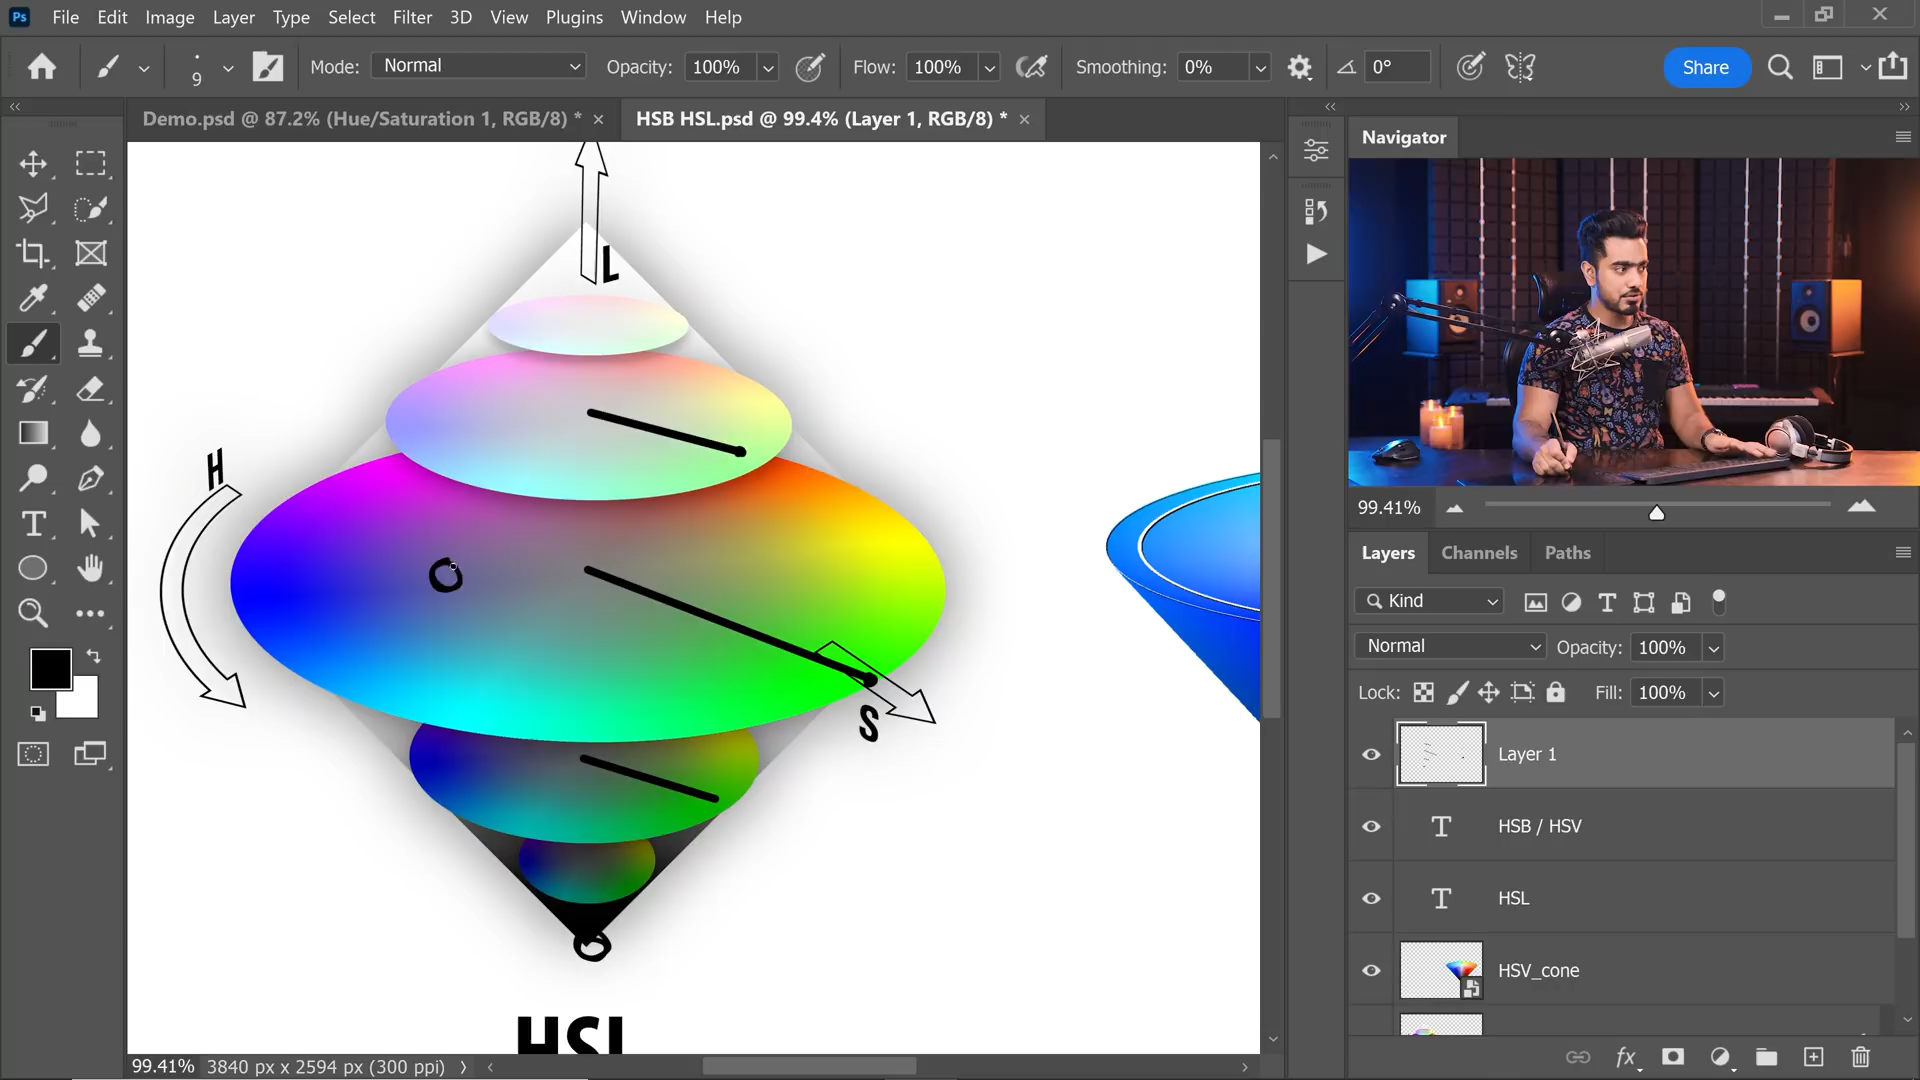 Ps File Edit Image Layer Type Select Filter 3D View Plugins Window Help
9 Mode: Normal Opacity: 100% Flow: 100% Smoothing: 0% 0° Share
Demo.psd @ 87.2% (Hue/Saturation 1, RGB/8) * HSB HSL.psd @ 99.4% (Layer 1, RGB/8) *
Navigator
L
H
S
HSL
99.41%
Layers Channels Paths
Kind
Normal Opacity: 100%
Lock: Fill: 100%
Layer 1
HSB / HSV
HSL
HSV_cone
99.41% 3840 px x 2594 px (300 ppi)